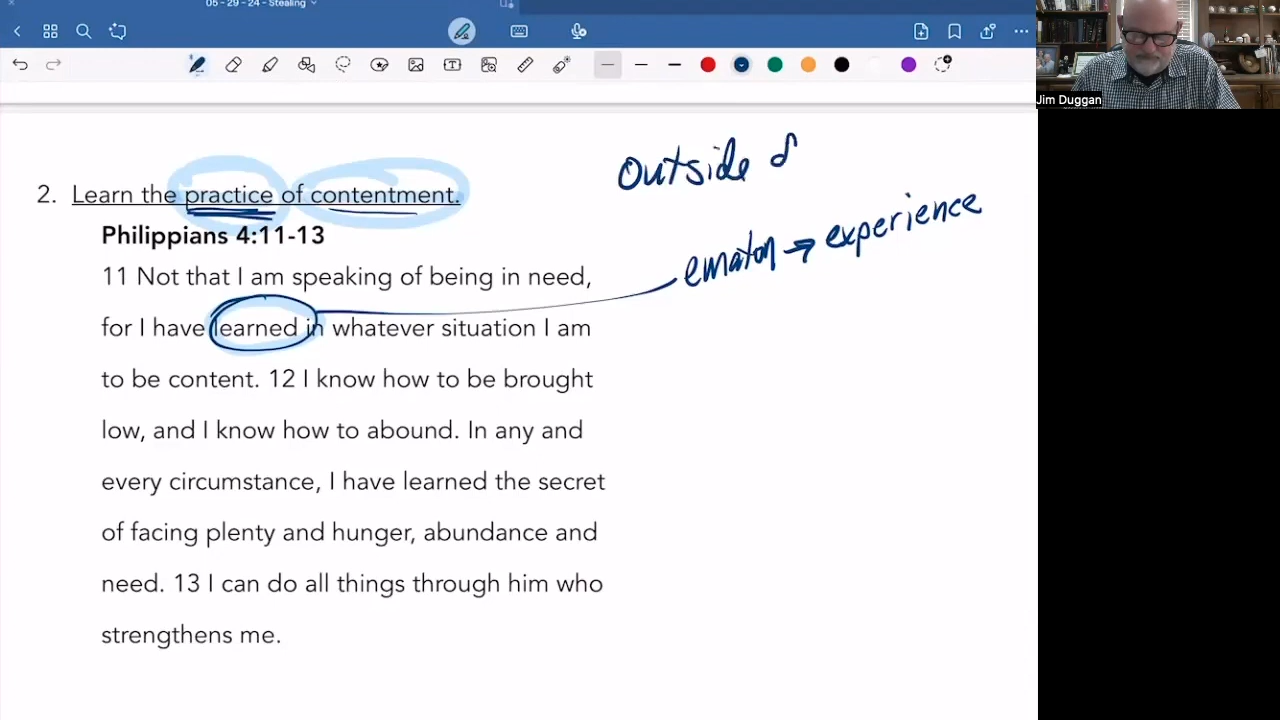 05 - 29 - 24 - Stealing
Jim Duggan
Outside of
2. Learn the practice of contentment.
ematon → experience
Philippians 4:11-13
11 Not that I am speaking of being in need,
for I have learned in whatever situation I am
to be content. 12 I know how to be brought
low, and I know how to abound. In any and
every circumstance, I have learned the secret
of facing plenty and hunger, abundance and
need. 13 I can do all things through him who
strengthens me.